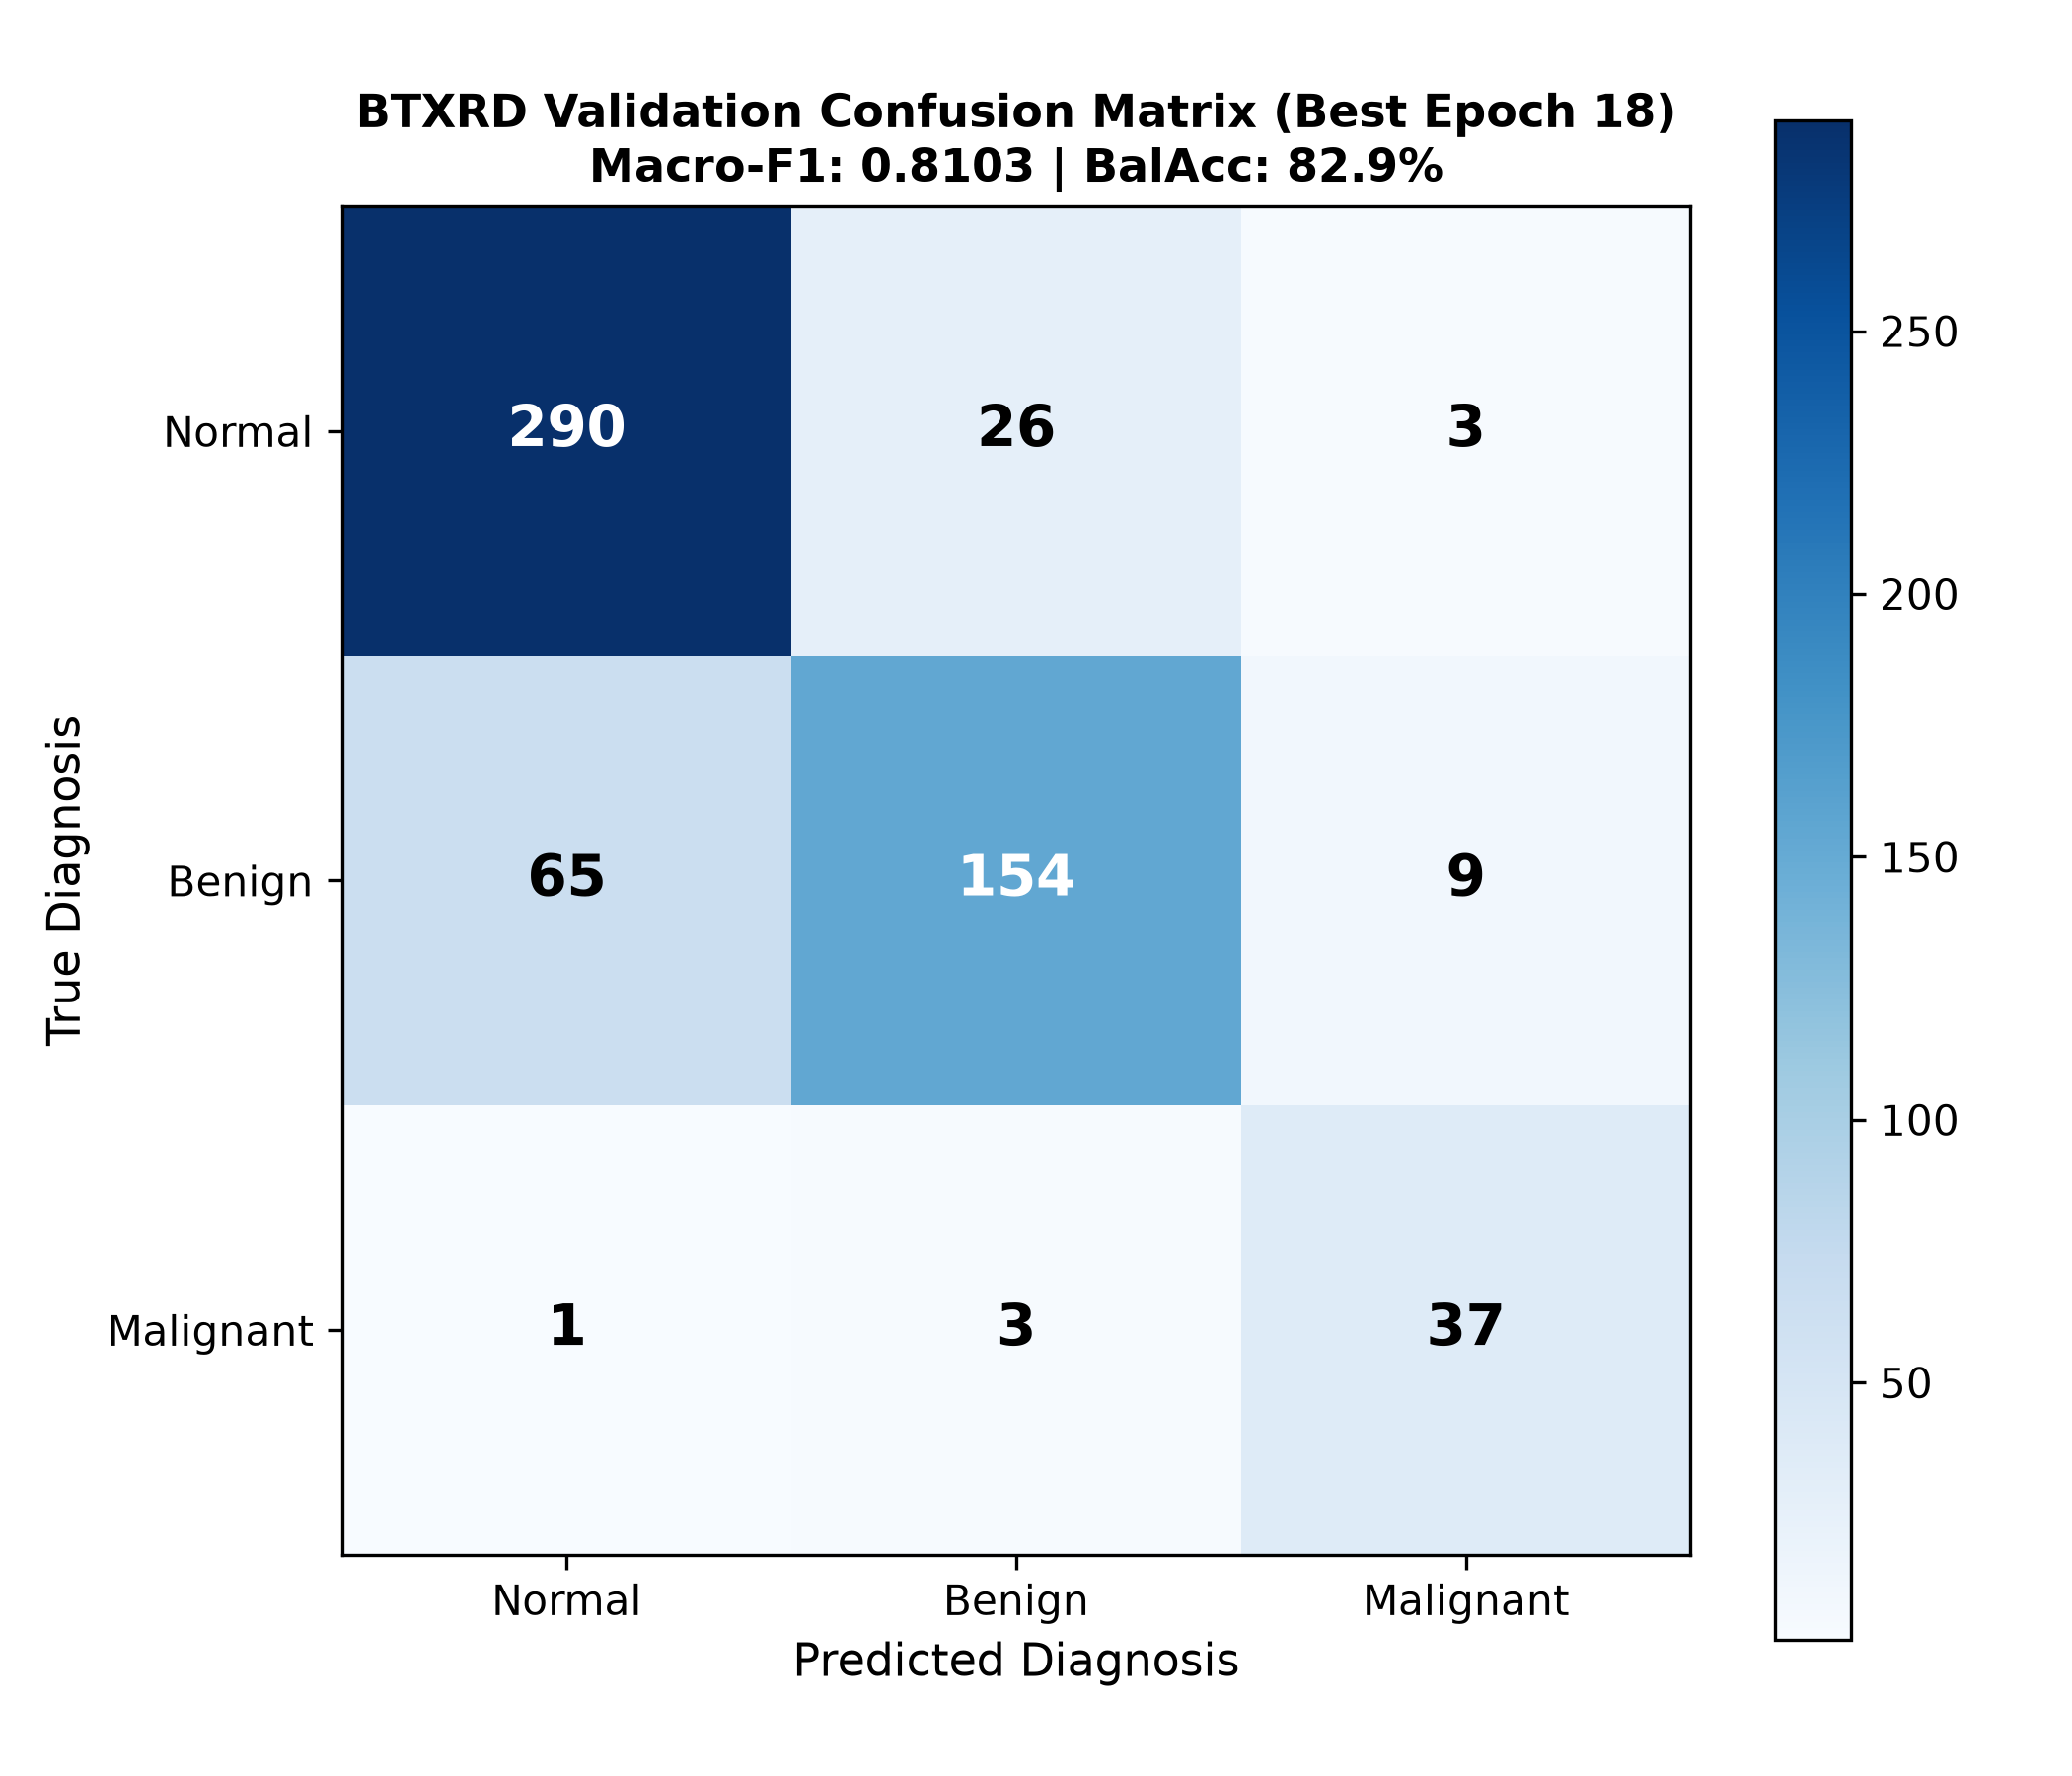 BTXRD Validation Confusion Matrix (Best Epoch 18)
Macro-F1: 0.8103 | BalAcc: 82.9%
True Diagnosis
Normal
290
26
3
Benign
65
154
9
Malignant
1
3
37
Normal
Benign
Malignant
Predicted Diagnosis
250
200
150
100
50